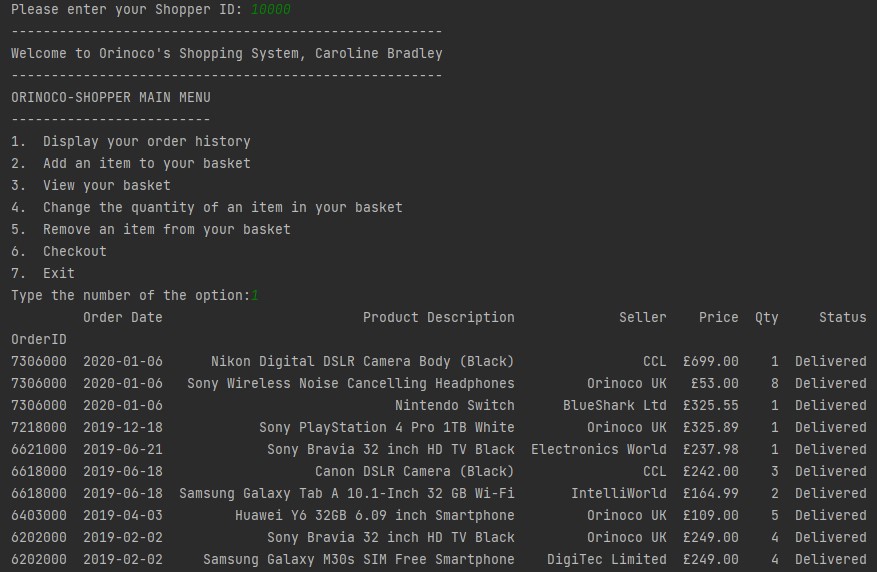 Please enter your Shopper ID: 10000
------------------------------------------------------
Welcome to Orinoco's Shopping System, Caroline Bradley
------------------------------------------------------
ORINOCO-SHOPPER MAIN MENU
-------------------------
1.  Display your order history
2.  Add an item to your basket
3.  View your basket
4.  Change the quantity of an item in your basket
5.  Remove an item from your basket
6.  Checkout
7.  Exit
Type the number of the option:1
         Order Date                         Product Description             Seller    Price  Qty     Status
OrderID
7306000  2020-01-06      Nikon Digital DSLR Camera Body (Black)                CCL  £699.00    1  Delivered
7306000  2020-01-06   Sony Wireless Noise Cancelling Headphones         Orinoco UK   £53.00    8  Delivered
7306000  2020-01-06                             Nintendo Switch      BlueShark Ltd  £325.55    1  Delivered
7218000  2019-12-18            Sony PlayStation 4 Pro 1TB White         Orinoco UK  £325.89    1  Delivered
6621000  2019-06-21             Sony Bravia 32 inch HD TV Black  Electronics World  £237.98    1  Delivered
6618000  2019-06-18                   Canon DSLR Camera (Black)                CCL  £242.00    3  Delivered
6618000  2019-06-18  Samsung Galaxy Tab A 10.1-Inch 32 GB Wi-Fi       IntelliWorld  £164.99    2  Delivered
6403000  2019-04-03         Huawei Y6 32GB 6.09 inch Smartphone         Orinoco UK  £109.00    5  Delivered
6202000  2019-02-02             Sony Bravia 32 inch HD TV Black         Orinoco UK  £249.00    4  Delivered
6202000  2019-02-02     Samsung Galaxy M30s SIM Free Smartphone    DigiTec Limited  £249.00    4  Delivered